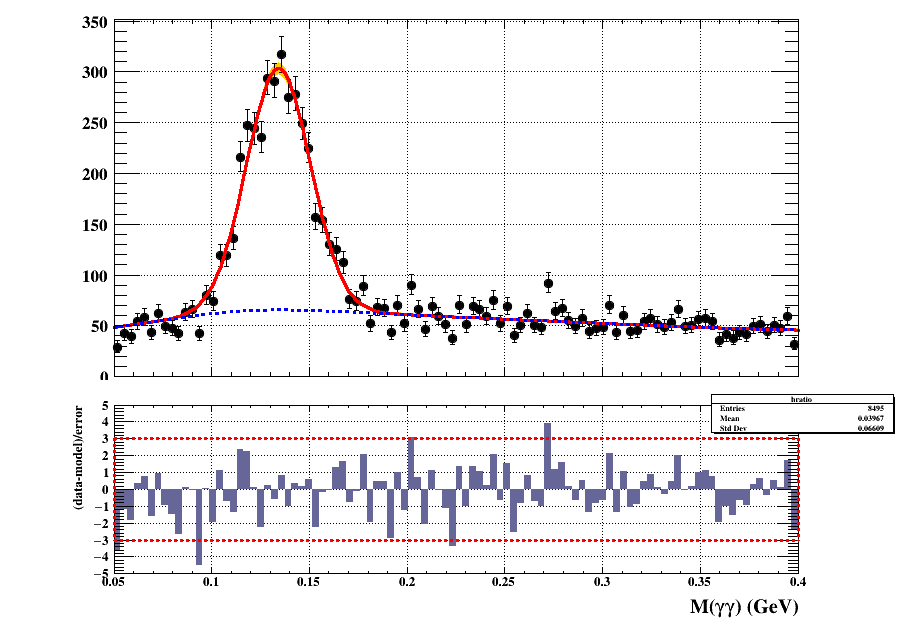 350
300
250
200
150
100
50
0
hratio
Entries 8495
Mean 0.03967
Std Dev 0.06609
(data-model)/error
5
4
3
2
1
0
−1
−2
−3
−4
−5
0.05 0.1 0.15 0.2 0.25 0.3 0.35 0.4
M(γγ) (GeV)